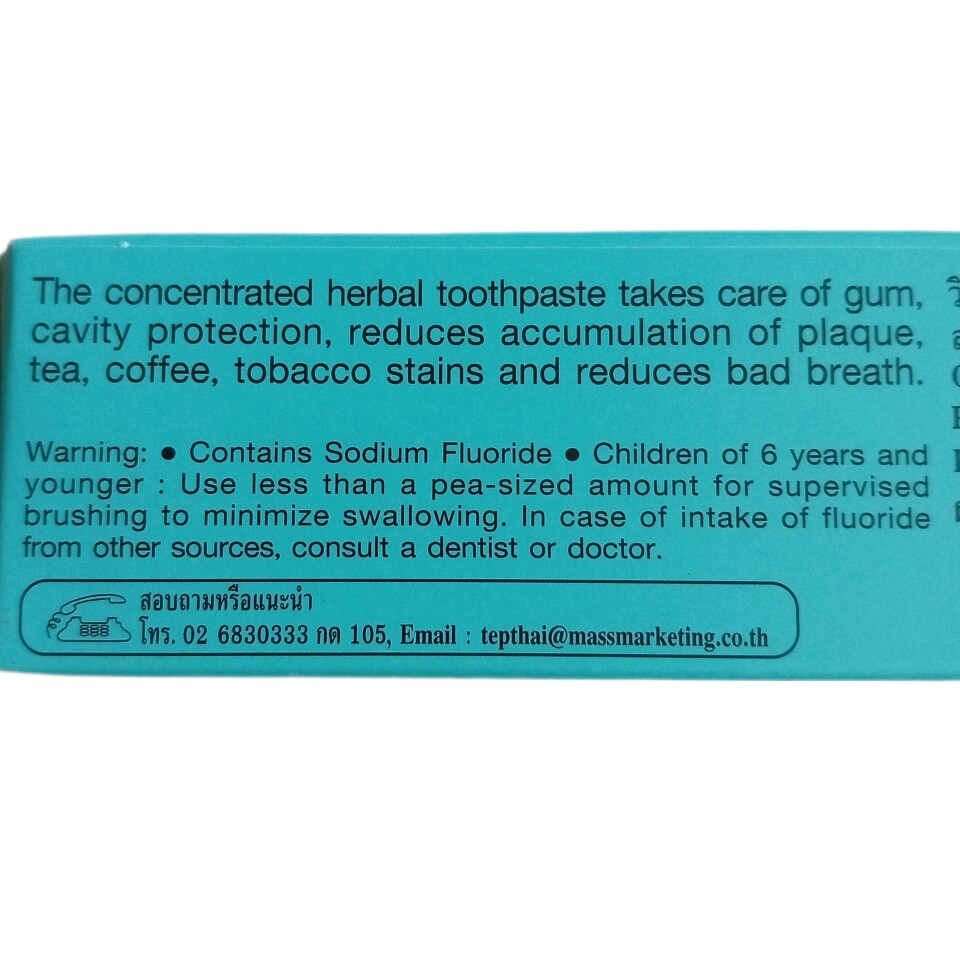 The concentrated herbal toothpaste takes care of gum,
cavity protection, reduces accumulation of plaque,
tea, coffee, tobacco stains and reduces bad breath.
Warning: ● Contains Sodium Fluoride ● Children of 6 years and
younger : Use less than a pea-sized amount for supervised
brushing to minimize swallowing. In case of intake of fluoride
from other sources, consult a dentist or doctor.
สอบถามหรือแนะนำ
โทร. 02 6830333 กด 105, Email : tepthai@massmarketing.co.th